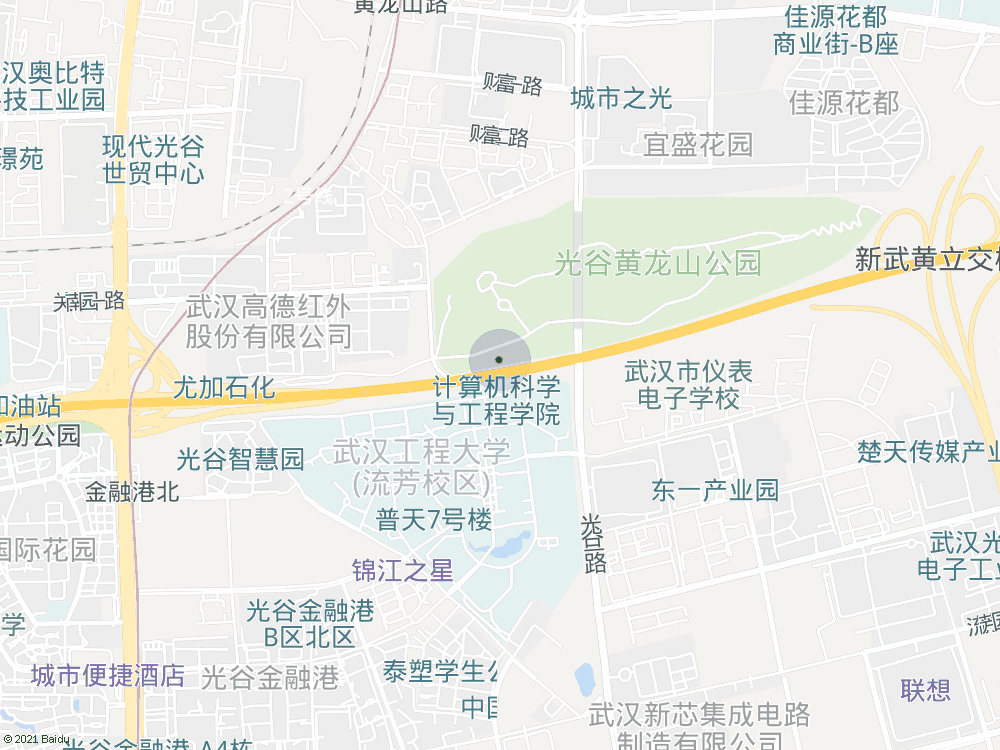 黄龙山路
佳源花都
商业街-B座
汉奥比特
科技工业园
财富一路
城市之光
佳源花都
财富二路
宜盛花园
现代光谷
世贸中心
璟苑
光谷黄龙山公园
新武黄立交桥
关南园一路
武汉高德红外
股份有限公司
计算机科学
与工程学院
武汉市仪表
电子学校
尤加石化
加油站
运动公园
武汉工程大学
(流芳校区)
光谷智慧园
楚天传媒产业
金融港北
东一产业园
普天7号楼
光谷路
国际花园
武汉光
电子工业
锦江之星
光谷金融港
B区北区
学
城市便捷酒店
光谷金融港
泰塑学生公
中国
联想
武汉新芯集成电路
制造有限公司
光谷金融港-A4栋
© 2021 Baidu